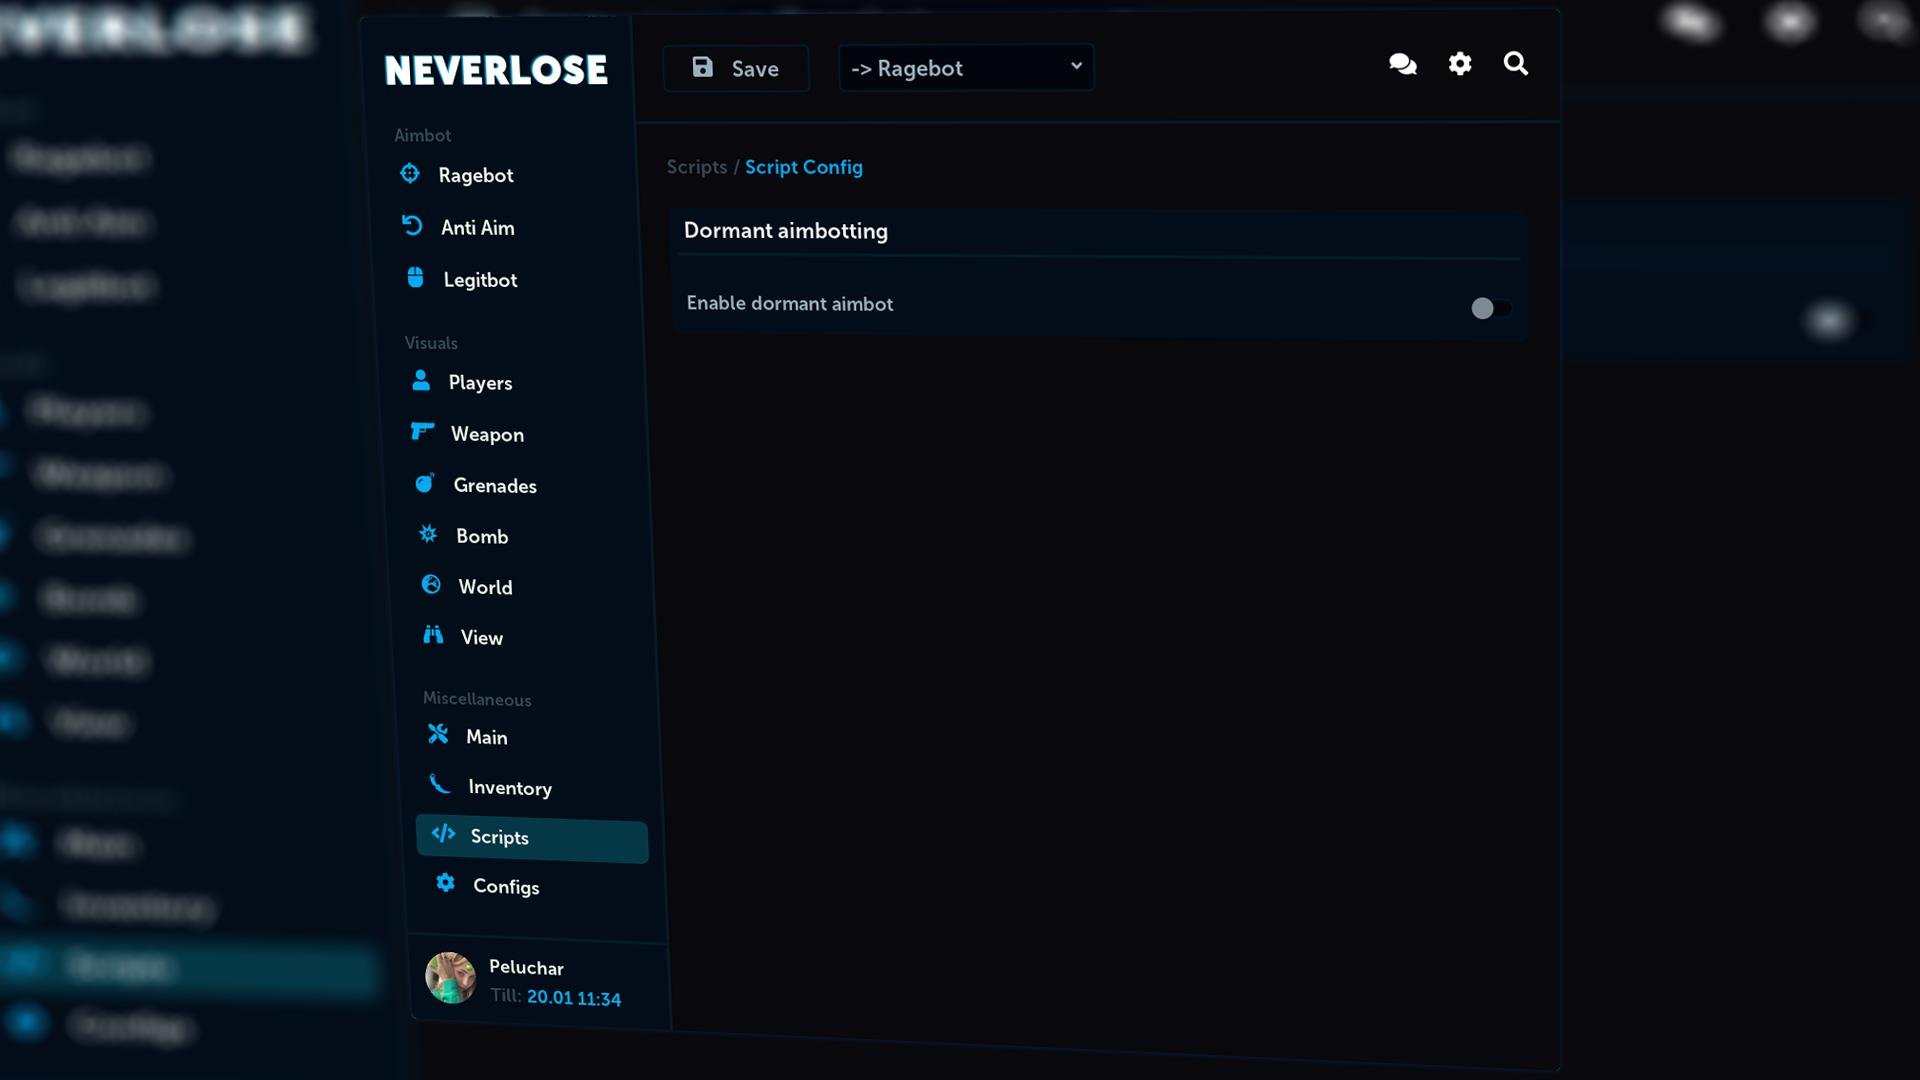 NEVERLOSE
Save
-> Ragebot
Aimbot
Ragebot
Anti Aim
Legitbot
Visuals
Players
Weapon
Grenades
Bomb
World
View
Miscellaneous
Main
Inventory
Scripts
Configs
Peluchar
Till: 20.01 11:34
Scripts / Script Config
Dormant aimbotting
Enable dormant aimbot